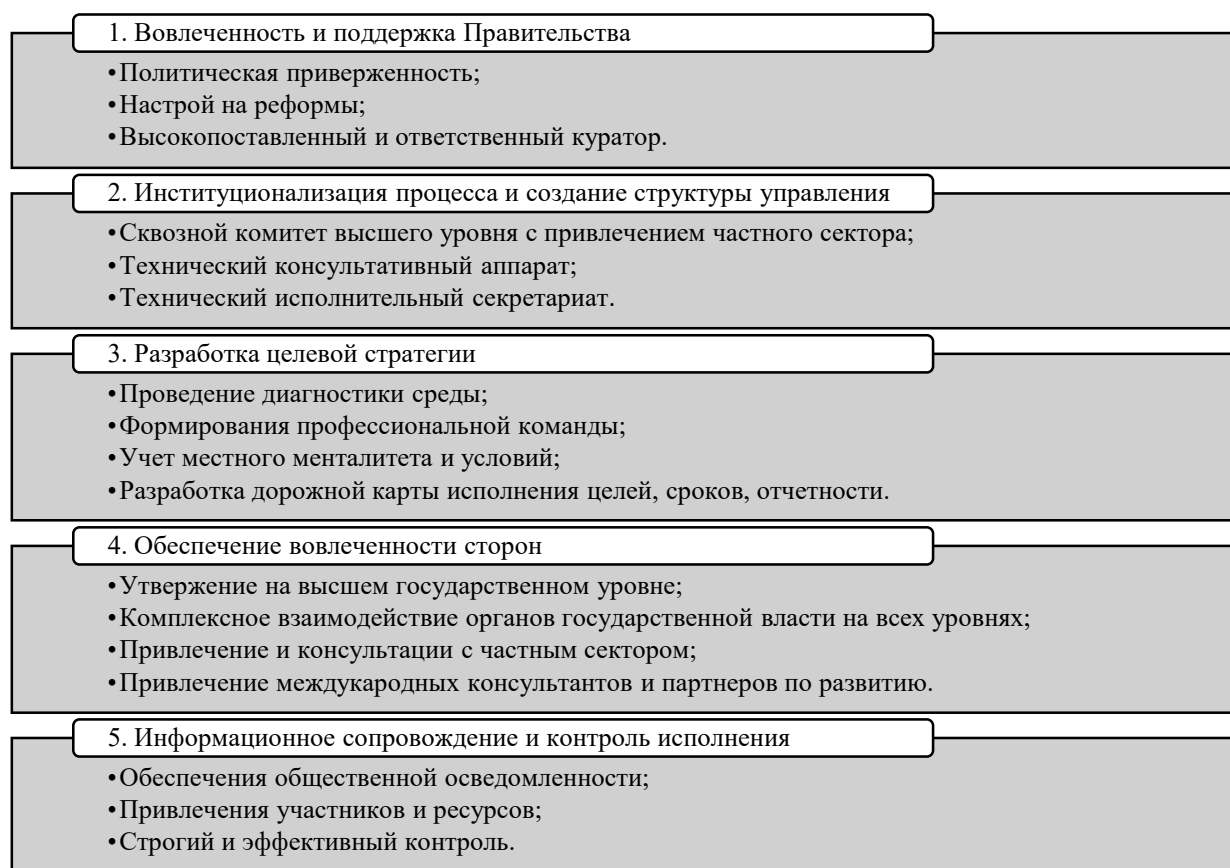 1. Вовлеченность и поддержка Правительства
•Политическая приверженность;
•Настрой на реформы;
•Высокопоставленный и ответственный куратор.
2. Институционализация процесса и создание структуры управления
•Сквозной комитет высшего уровня с привлечением частного сектора;
•Технический консультативный аппарат;
•Технический исполнительный секретариат.
3. Разработка целевой стратегии
•Проведение диагностики среды;
•Формирования профессиональной команды;
•Учет местного менталитета и условий;
•Разработка дорожной карты исполнения целей, сроков, отчетности.
4. Обеспечение вовлеченности сторон
•Утвержение на высшем государственном уровне;
•Комплексное взаимодействие органов государственной власти на всех уровнях;
•Привлечение и консультации с частным сектором;
•Привлечение междукародных консультантов и партнеров по развитию.
5. Информационное сопровождение и контроль исполнения
•Обеспечения общественной осведомленности;
•Привлечения участников и ресурсов;
•Строгий и эффективный контроль.